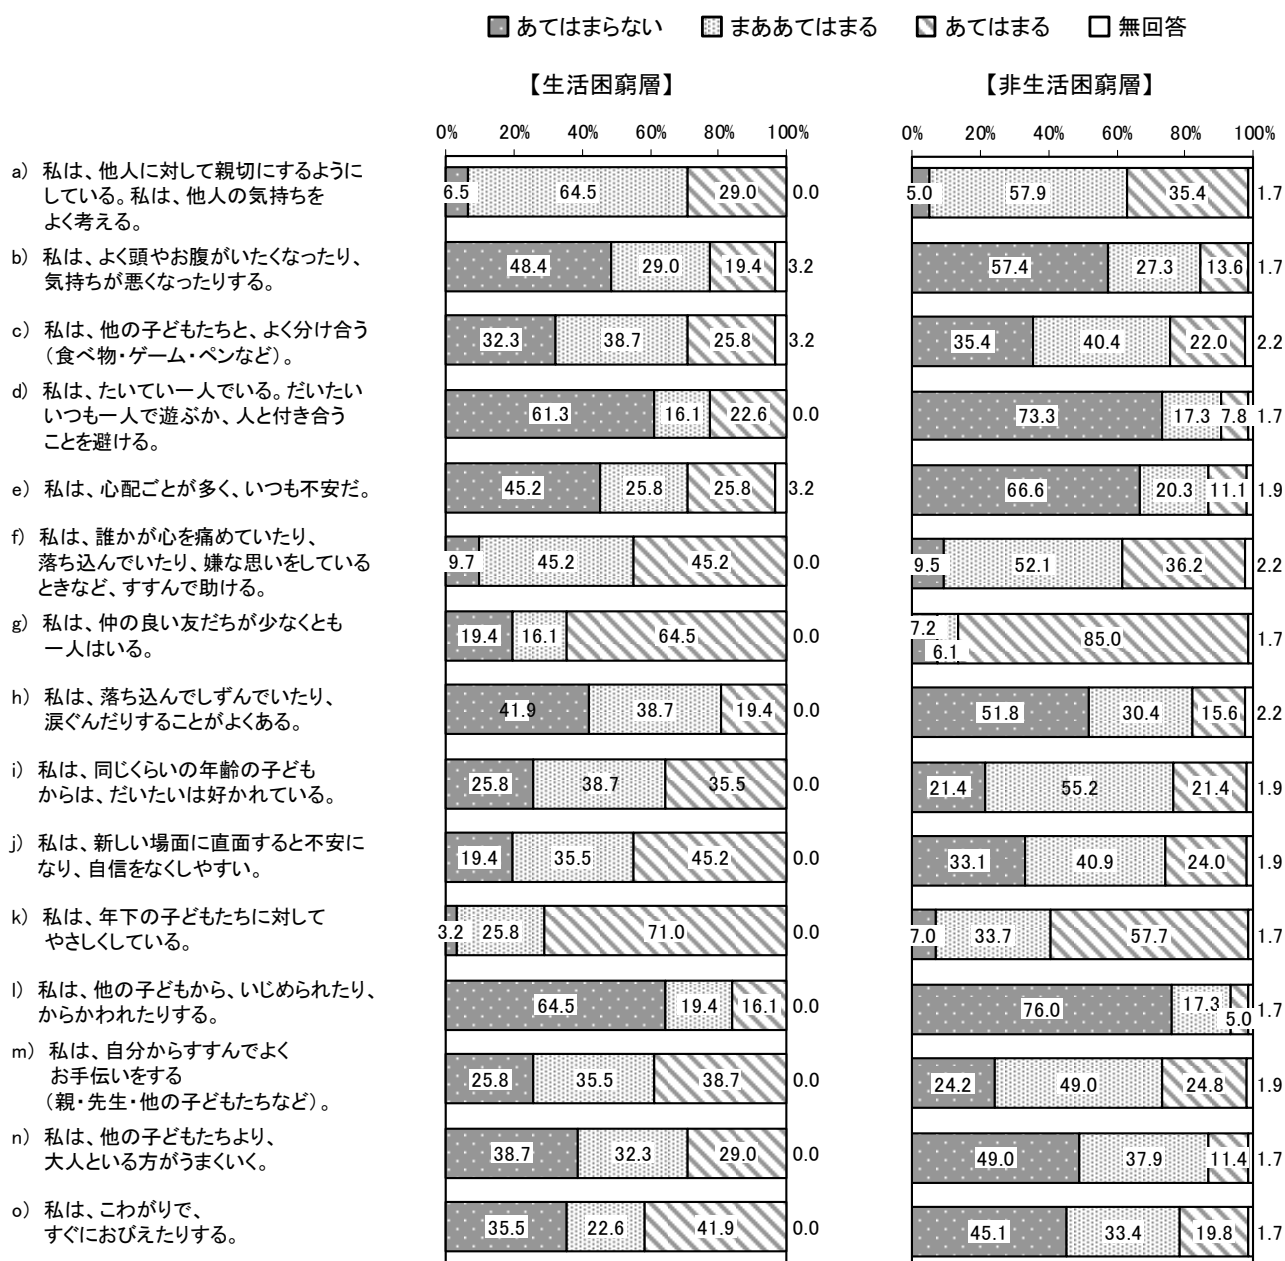 あてはまらない まああてはまる あてはまる 無回答
【生活困窮層】 【非生活困窮層】
0% 20% 40% 60% 80% 100% 0% 20% 40% 60% 80% 100%
a) 私は、他人に対して親切にするように
している。私は、他人の気持ちを
よく考える。
6.5 64.5 29.0 0.0 5.0 57.9 35.4 1.7
b) 私は、よく頭やお腹がいたくなったり、
気持ちが悪くなったりする。
48.4 29.0 19.4 3.2 57.4 27.3 13.6 1.7
c) 私は、他の子どもたちと、よく分け合う
(食べ物・ゲーム・ペンなど)。
32.3 38.7 25.8 3.2 35.4 40.4 22.0 2.2
d) 私は、たいてい一人でいる。だいたい
いつも一人で遊ぶか、人と付き合う
ことを避ける。
61.3 16.1 22.6 0.0 73.3 17.3 7.8 1.7
e) 私は、心配ごとが多く、いつも不安だ。
45.2 25.8 25.8 3.2 66.6 20.3 11.1 1.9
f) 私は、誰かが心を痛めていたり、
落ち込んでいたり、嫌な思いをしている
ときなど、すすんで助ける。
9.7 45.2 45.2 0.0 9.5 52.1 36.2 2.2
g) 私は、仲の良い友だちが少なくとも
一人はいる。
19.4 16.1 64.5 0.0 7.2 6.1 85.0 1.7
h) 私は、落ち込んでしずんでいたり、
涙ぐんだりすることがよくある。
41.9 38.7 19.4 0.0 51.8 30.4 15.6 2.2
i) 私は、同じくらいの年齢の子ども
からは、だいたいは好かれている。
25.8 38.7 35.5 0.0 21.4 55.2 21.4 1.9
j) 私は、新しい場面に直面すると不安に
なり、自信をなくしやすい。
19.4 35.5 45.2 0.0 33.1 40.9 24.0 1.9
k) 私は、年下の子どもたちに対して
やさしくしている。
3.2 25.8 71.0 0.0 7.0 33.7 57.7 1.7
l) 私は、他の子どもから、いじめられたり、
からかわれたりする。
64.5 19.4 16.1 0.0 76.0 17.3 5.0 1.7
m) 私は、自分からすすんでよく
お手伝いをする
(親・先生・他の子どもたちなど)。
25.8 35.5 38.7 0.0 24.2 49.0 24.8 1.9
n) 私は、他の子どもたちより、
大人といる方がうまくいく。
38.7 32.3 29.0 0.0 49.0 37.9 11.4 1.7
o) 私は、こわがりで、
すぐにおびえたりする。
35.5 22.6 41.9 0.0 45.1 33.4 19.8 1.7